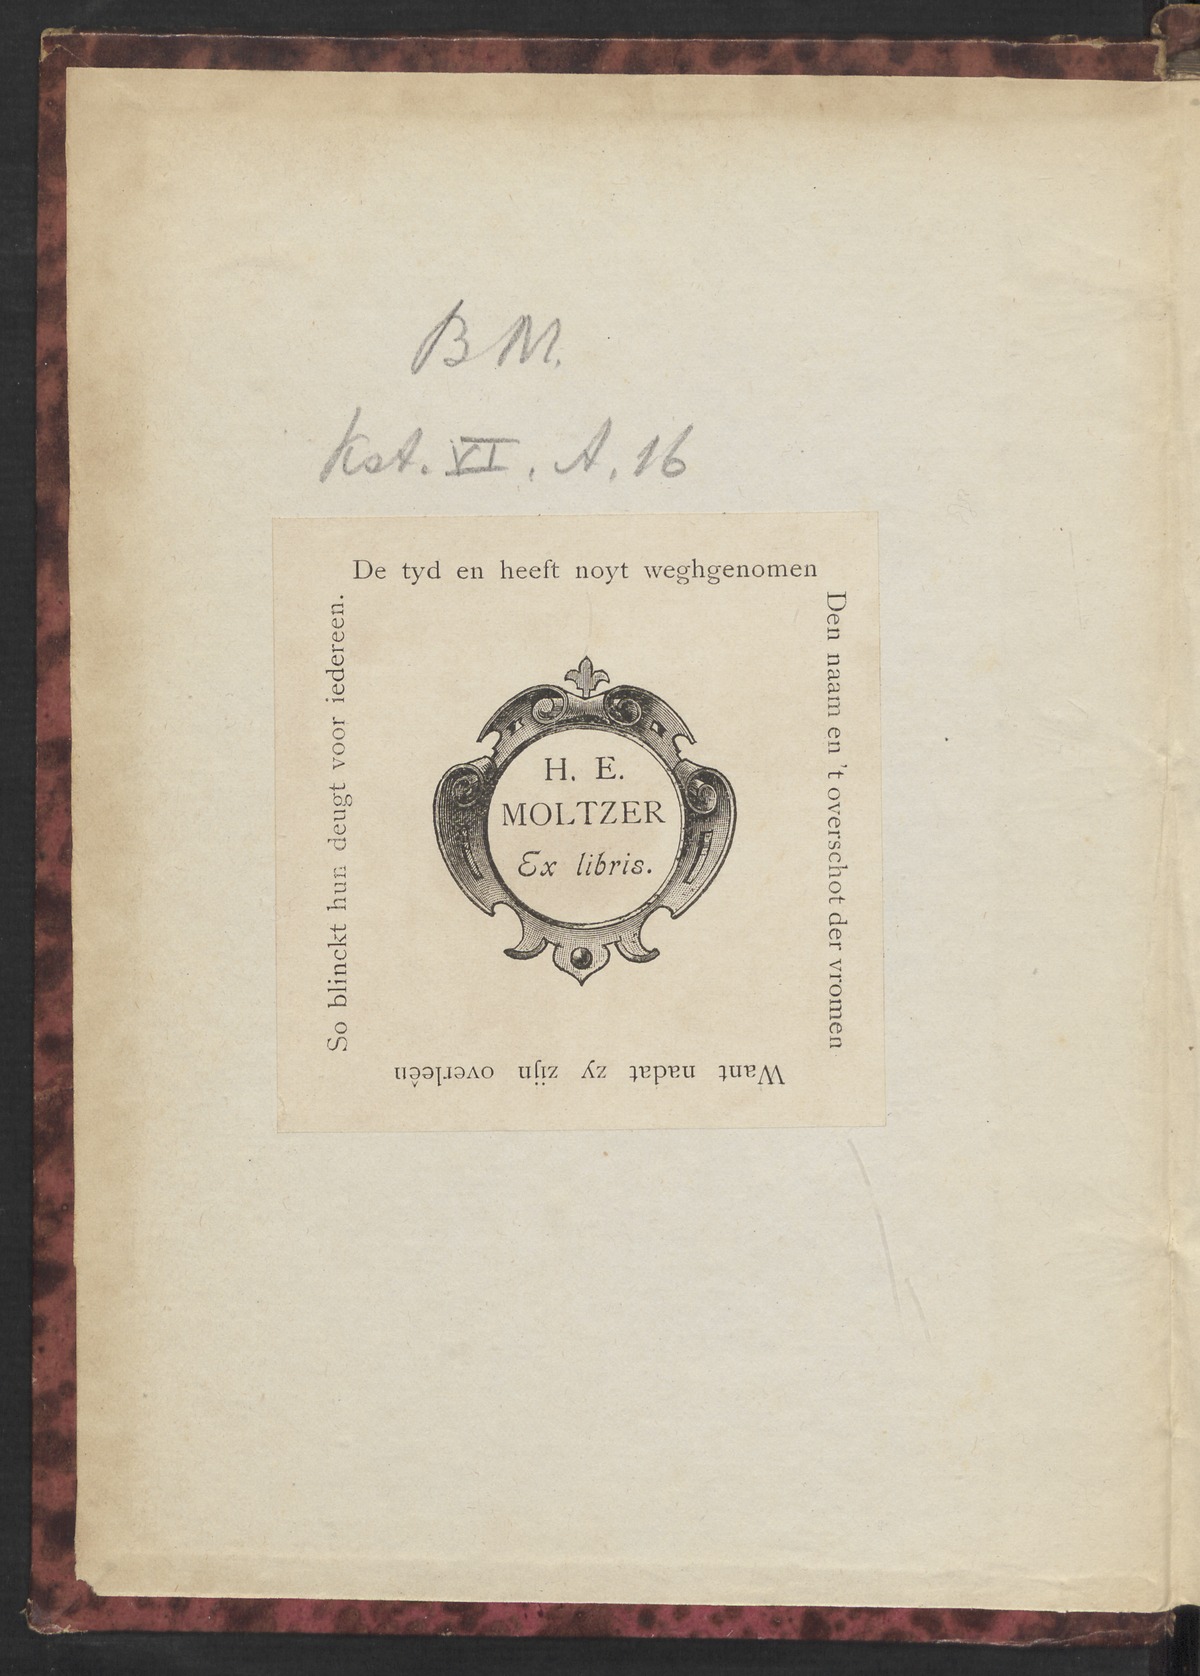 B M.
Kst. VI. A. 16
De tyd en heeft noyt weghgenomen
Den naam en 't overschot der vromen
Want nadat zy zijn overleên
So blinckt hun deugt voor iedereen.
H. E.
MOLTZER
Ex libris.